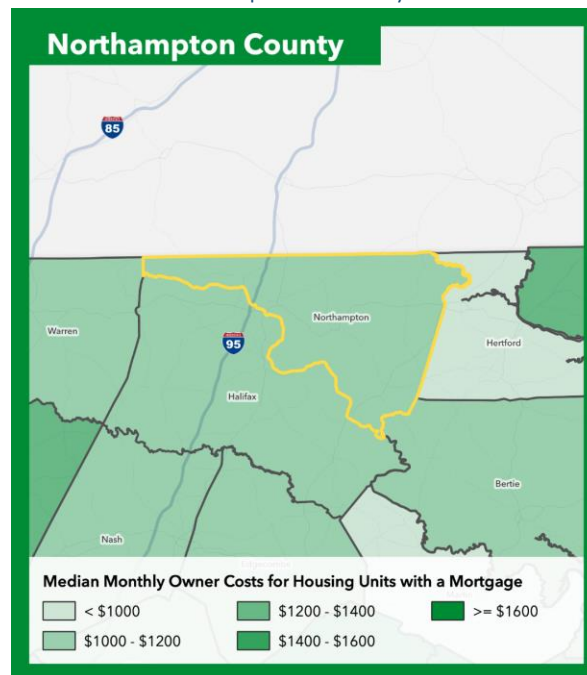 Northampton County
85
Warren
Northampton
95
Hertford
Halifax
Bertie
Nash
Median Monthly Owner Costs for Housing Units with a Mortgage
< $1000
$1200 - $1400
>= $1600
$1000 - $1200
$1400 - $1600